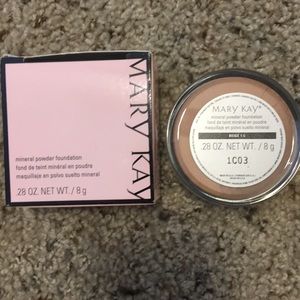 MARY KAY
mineral powder foundation
fond de teint minéral en poudre
maquillaje en polvo suelto mineral
.28 OZ. NET WT. / 8 g
MARY KAY®
mineral powder foundation
fond de teint minéral en poudre
maquillaje en polvo suelto mineral
.28 OZ. NET WT. / 8 g
1C03